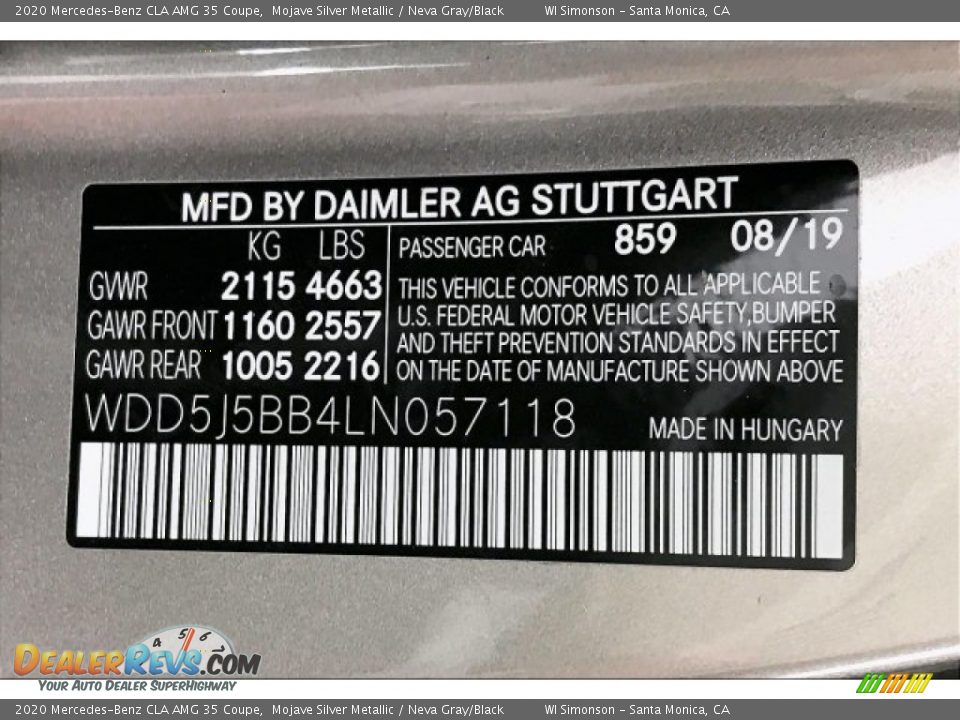 2020 Mercedes-Benz CLA AMG 35 Coupe,  Mojave Silver Metallic / Neva Gray/Black  WI Simonson - Santa Monica, CA
MFD BY DAIMLER AG STUTTGART
KG LBS PASSENGER CAR 859 08/19
GVWR 2115 4663
GAWR FRONT 1160 2557
GAWR REAR 1005 2216
THIS VEHICLE CONFORMS TO ALL APPLICABLE
U.S. FEDERAL MOTOR VEHICLE SAFETY,BUMPER
AND THEFT PREVENTION STANDARDS IN EFFECT
ON THE DATE OF MANUFACTURE SHOWN ABOVE
WDD5J5BB4LN057118
MADE IN HUNGARY
4 5 6
DEALERREVS.COM
YOUR AUTO DEALER SUPERHIGHWAY
2020 Mercedes-Benz CLA AMG 35 Coupe,  Mojave Silver Metallic / Neva Gray/Black  WI Simonson - Santa Monica, CA